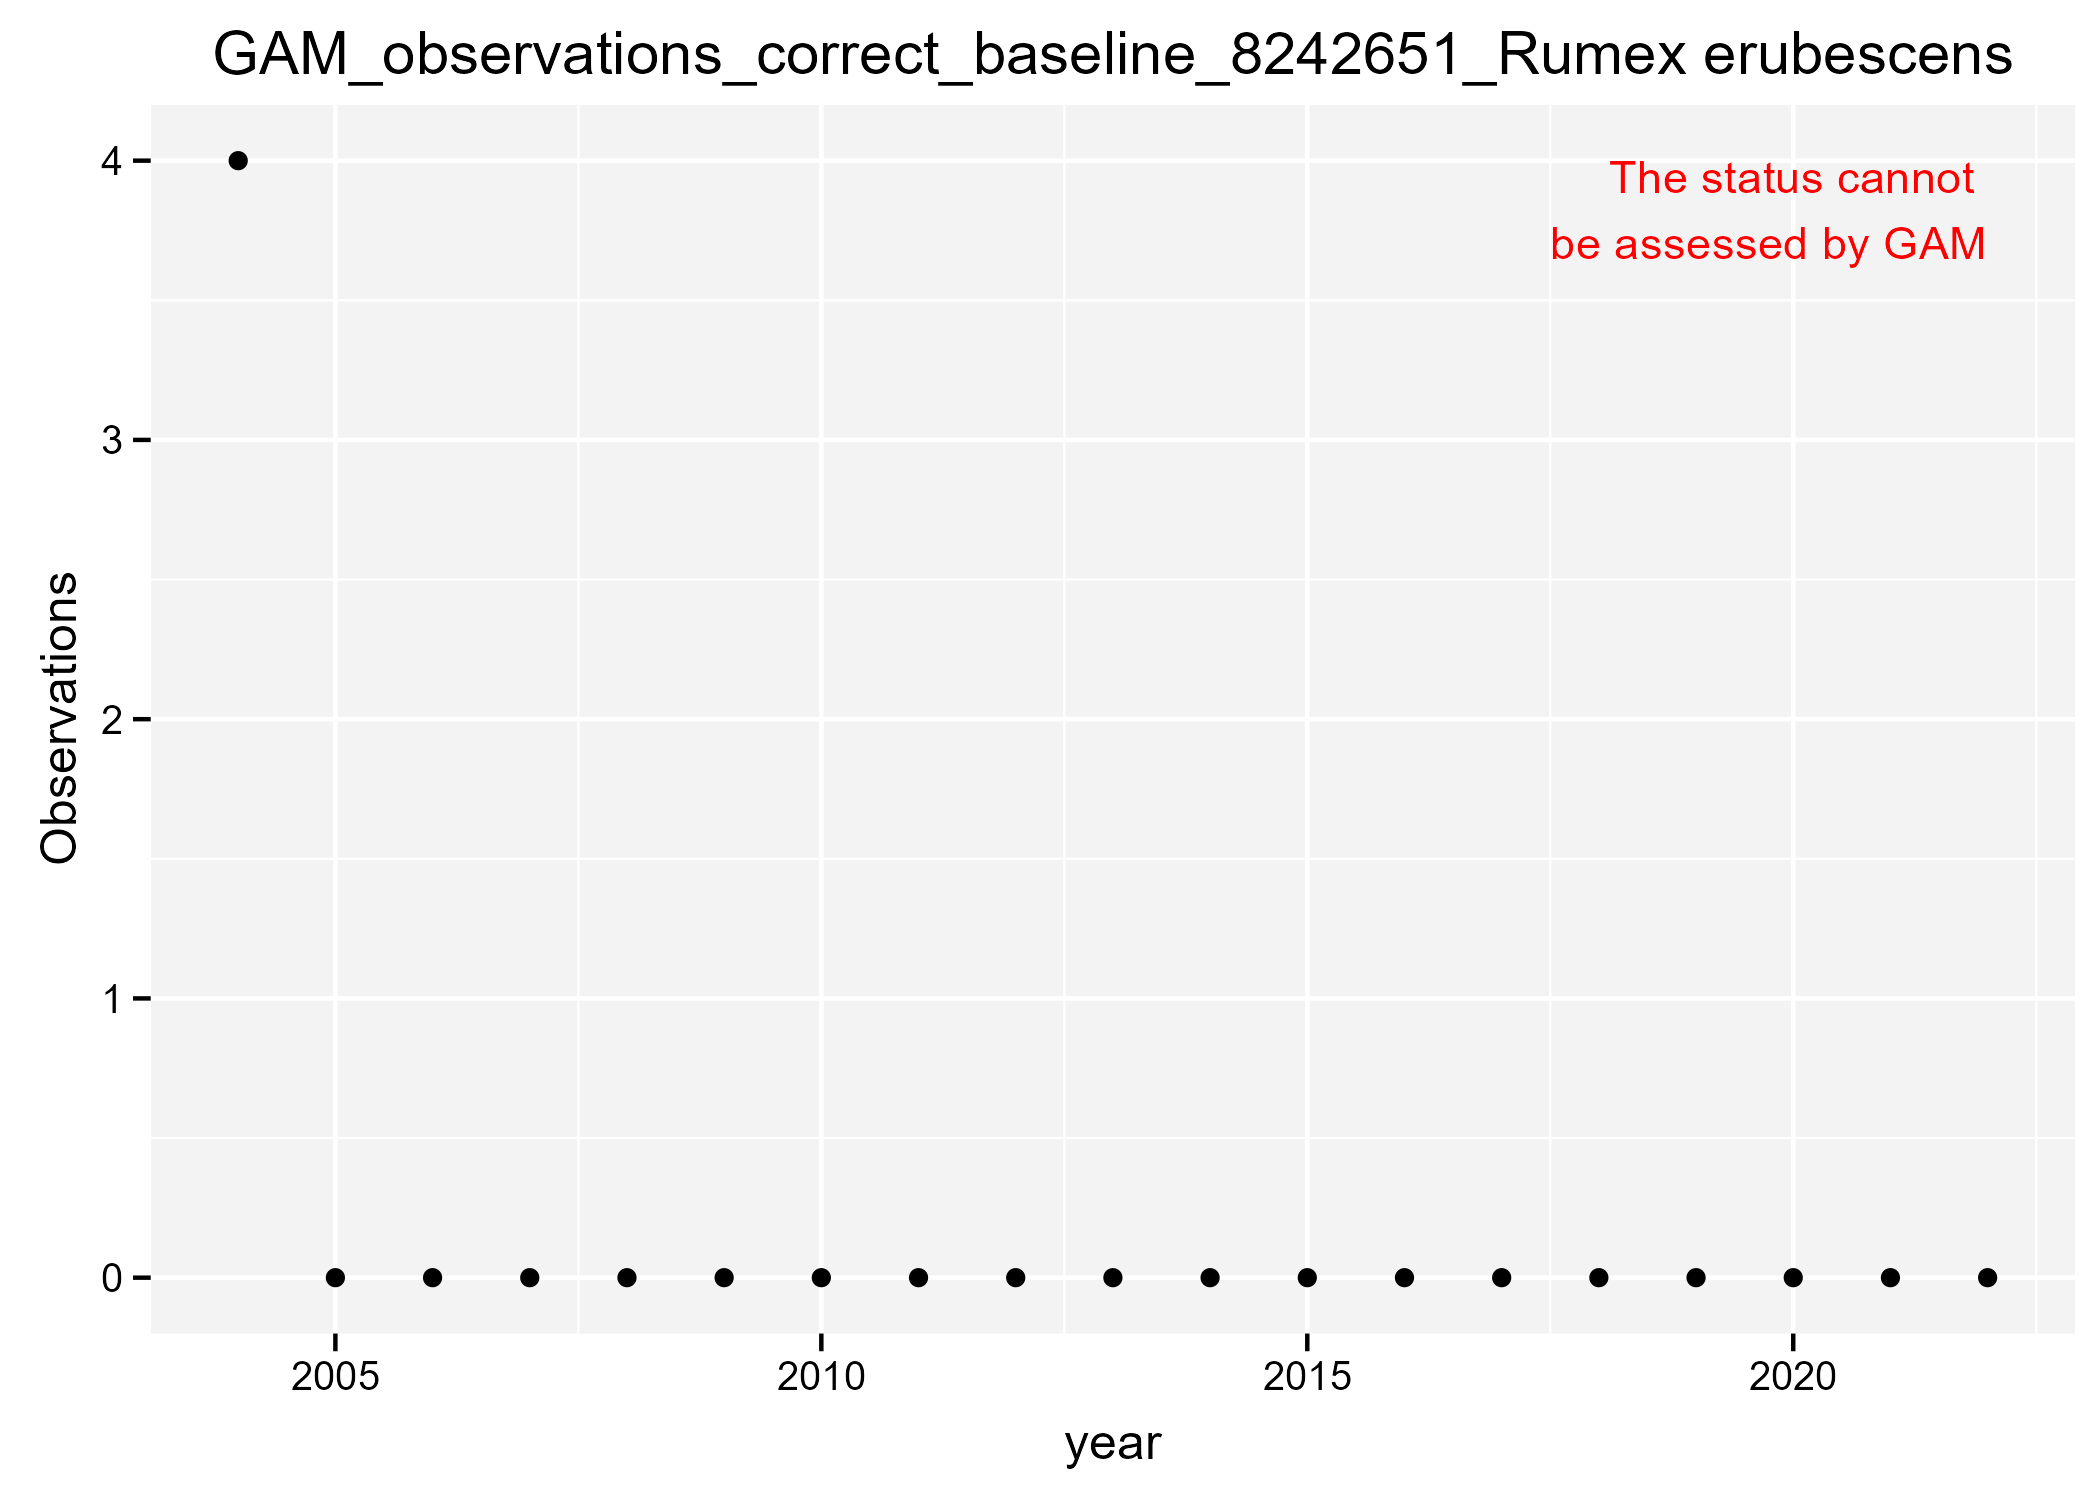 GAM_observations_correct_baseline_8242651_Rumex erubescens
The status cannot
be assessed by GAM
Observations
4
3
2
1
0
2005
2010
2015
2020
year